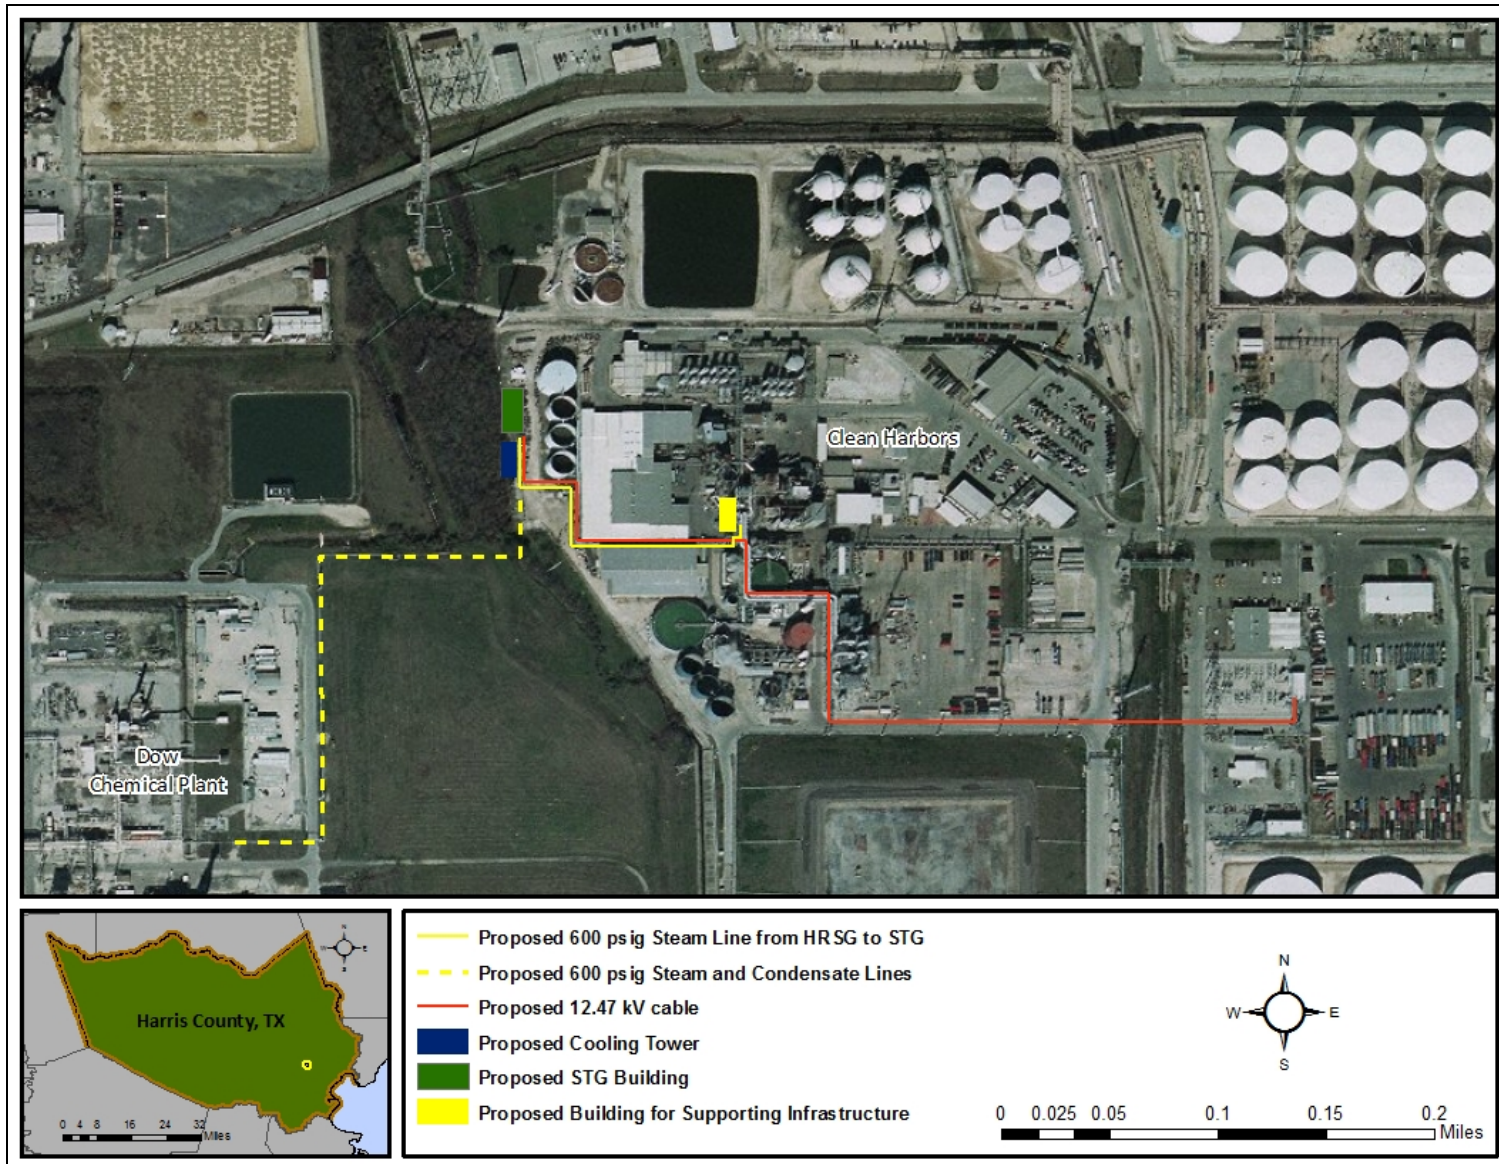 Clean Harbors
Dow
Chemical Plant
N
W E
S
Harris County, TX
0 4 8 16 24 32
Miles
Proposed 600 psig Steam Line from HRSG to STG
Proposed 600 psig Steam and Condensate Lines
Proposed 12.47 kV cable
Proposed Cooling Tower
Proposed STG Building
Proposed Building for Supporting Infrastructure
N
W E
S
0 0.025 0.05 0.1 0.15 0.2
Miles